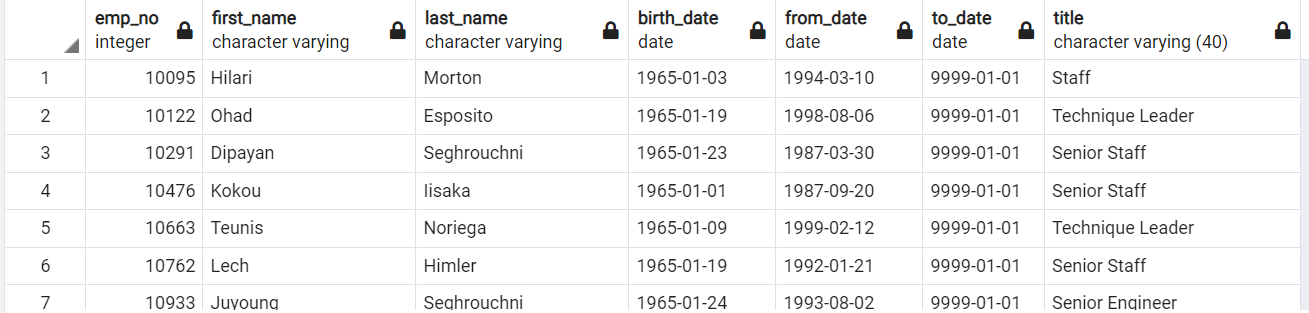 emp_no first_name last_name birth_date from_date to_date title
integer character varying character varying date date date character varying (40)
1 10095 Hilari Morton 1965-01-03 1994-03-10 9999-01-01 Staff
2 10122 Ohad Esposito 1965-01-19 1998-08-06 9999-01-01 Technique Leader
3 10291 Dipayan Seghrouchni 1965-01-23 1987-03-30 9999-01-01 Senior Staff
4 10476 Kokou Iisaka 1965-01-01 1987-09-20 9999-01-01 Senior Staff
5 10663 Teunis Noriega 1965-01-09 1999-02-12 9999-01-01 Technique Leader
6 10762 Lech Himler 1965-01-19 1992-01-21 9999-01-01 Senior Staff
7 10933 Juyoung Seghrouchni 1965-01-24 1993-08-02 9999-01-01 Senior Engineer